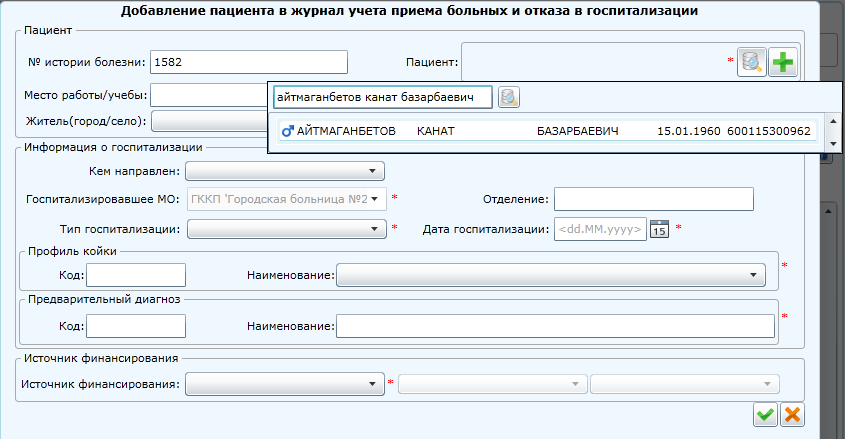 Добавление пациента в журнал учета приема больных и отказа в госпитализации
Пациент
№ истории болезни: 1582 Пациент: *
айтмаганбетов канат базарбаевич
Место работы/учебы:
Житель(город/село):
АЙТМАГАНБЕТОВ КАНАТ БАЗАРБАЕВИЧ 15.01.1960 600115300962
Информация о госпитализации
Кем направлен:
Госпитализировавшее МО: ГККП 'Городская больница №2 * Отделение:
Тип госпитализации: * Дата госпитализации: <dd.MM.yyyy> 15 *
Профиль койки
Код: Наименование: *
Предварительный диагноз
Код: Наименование: *
Источник финансирования
Источник финансирования: *